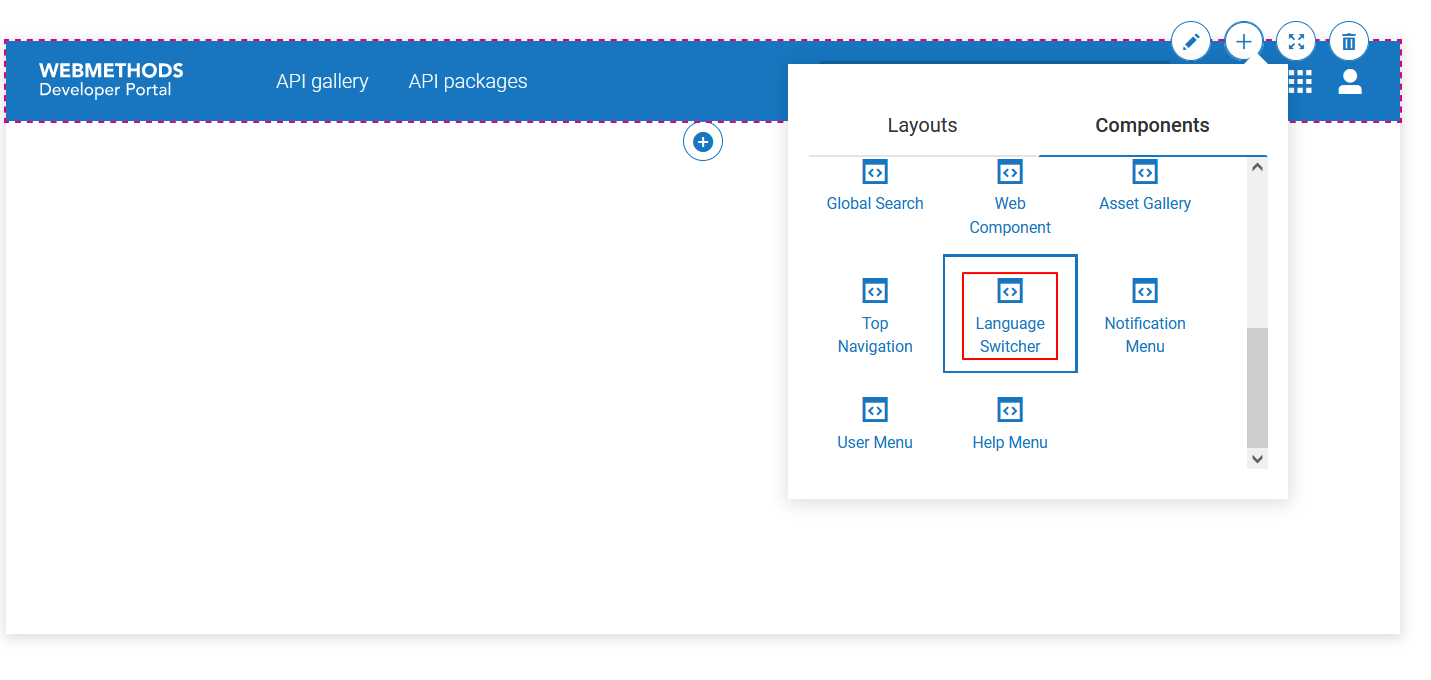 WEBMETHODS
Developer Portal
API gallery
API packages
Layouts
Components
Global Search
Web
Component
Asset Gallery
Top
Navigation
Language
Switcher
Notification
Menu
User Menu
Help Menu